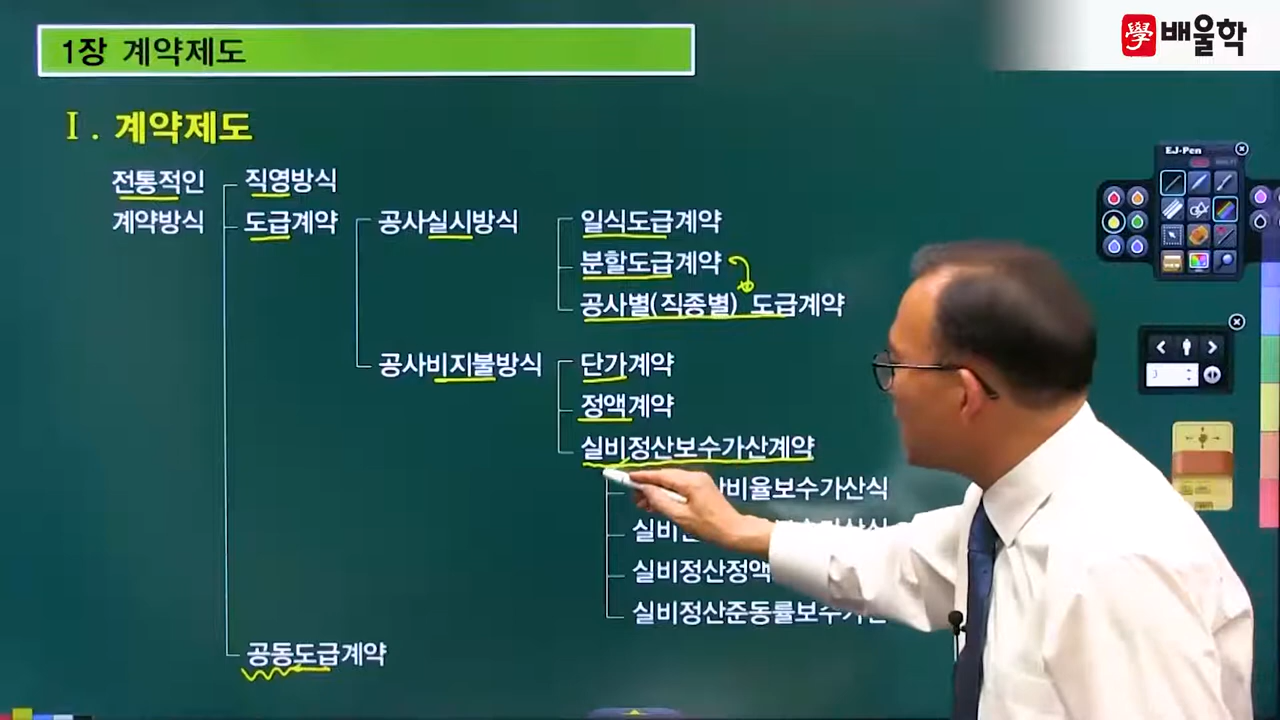 學 배울학
1장 계약제도
Ⅰ. 계약제도
전통적인
계약방식
직영방식
도급계약
공사실시방식
일식도급계약
분할도급계약
공사별(직종별) 도급계약
공사비지불방식
단가계약
정액계약
실비정산보수가산계약
비율보수가산식
실비정산정액
실비정산준동률보수가산
공동도급계약
EJ-Pen
3